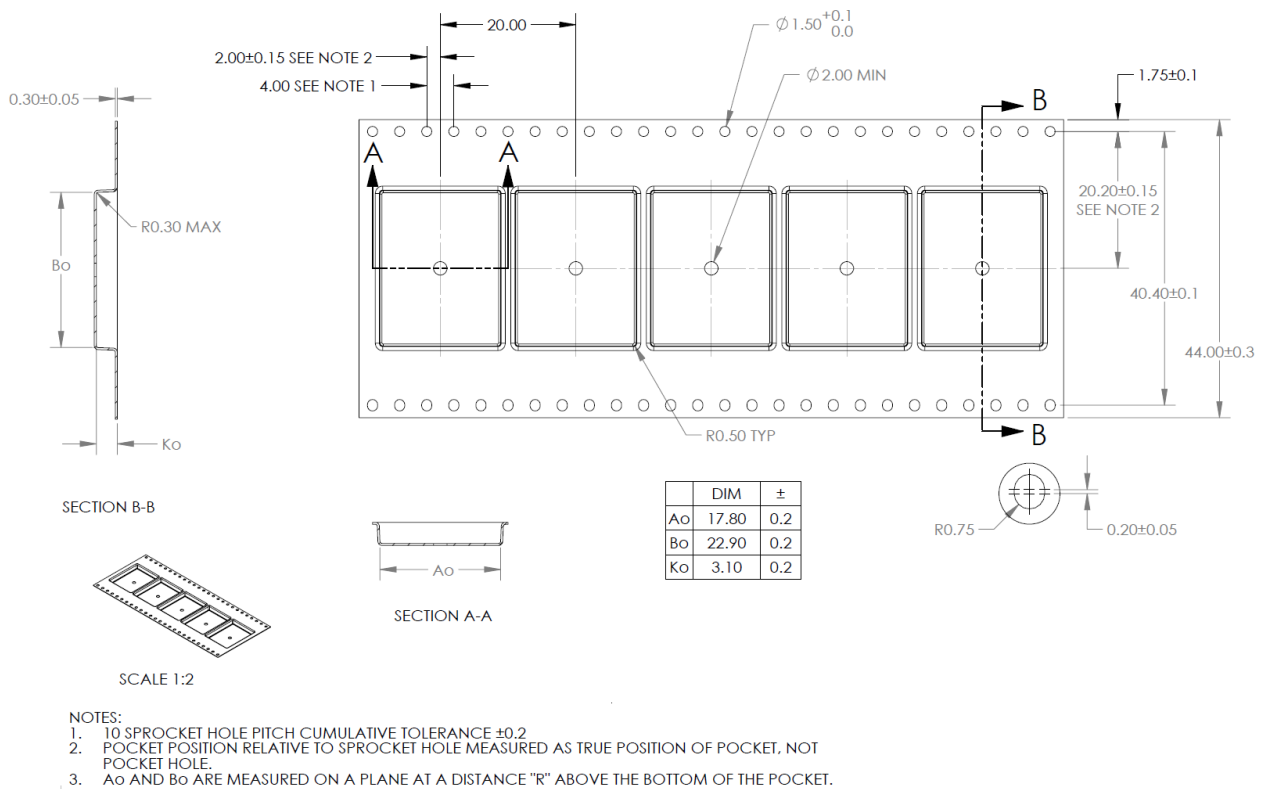 20.00
Ø1.50 +0.1
0.0
2.00±0.15 SEE NOTE 2
Ø2.00 MIN
1.75±0.1
4.00 SEE NOTE 1
0.30±0.05
B
A
A
20.20±0.15
SEE NOTE 2
R0.30 MAX
Bo
40.40±0.1
44.00±0.3
R0.50 TYP
B
Ko
SECTION B-B
DIM ±
Ao 17.80 0.2
Bo 22.90 0.2
Ko 3.10 0.2
R0.75
0.20±0.05
Ao
SECTION A-A
SCALE 1:2
NOTES:
1. 10 SPROCKET HOLE PITCH CUMULATIVE TOLERANCE ±0.2
2. POCKET POSITION RELATIVE TO SPROCKET HOLE MEASURED AS TRUE POSITION OF POCKET, NOT
POCKET HOLE.
3. Ao AND Bo ARE MEASURED ON A PLANE AT A DISTANCE "R" ABOVE THE BOTTOM OF THE POCKET.